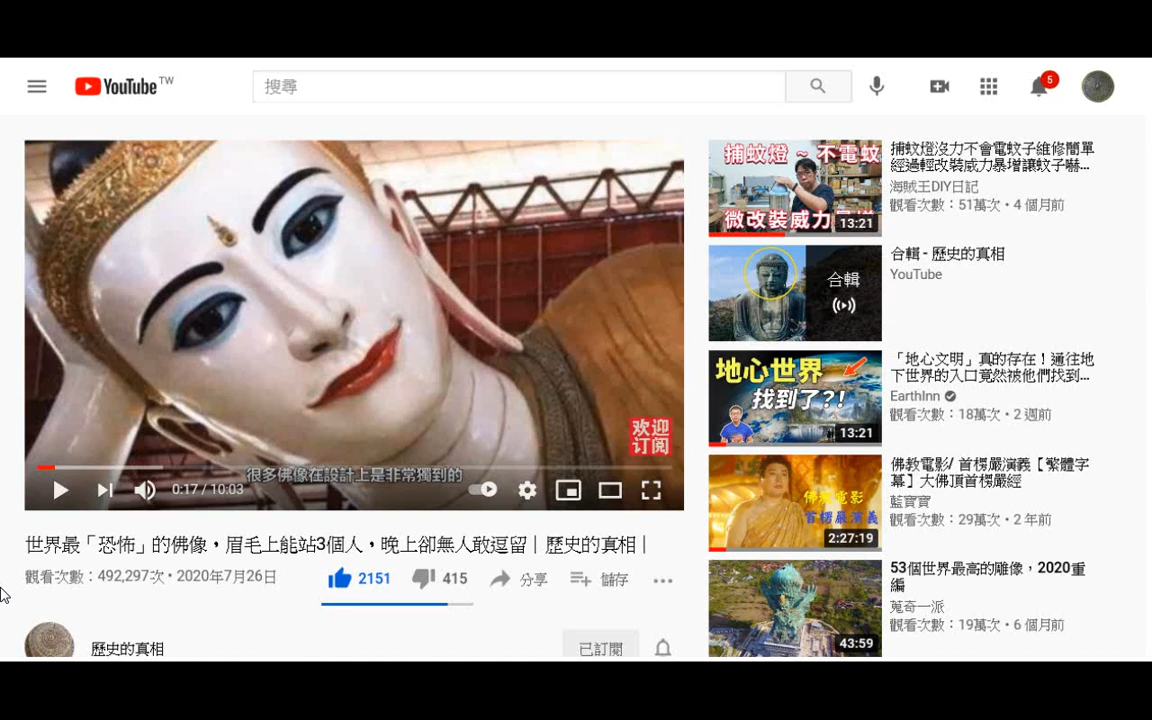 YouTube TW
搜尋
5
欢迎
订阅
很多佛像在設計上是非常獨到的
0:17 / 10:03
世界最「恐怖」的佛像，眉毛上能站3個人，晚上卻無人敢逗留｜歷史的真相｜
觀看次數：492,297次 • 2020年7月26日
2151
415
分享
儲存
歷史的真相
已訂閱
捕蚊燈 ~ 不電蚊
微改裝威力
13:21
捕蚊燈沒力不會電蚊子維修簡單
經過輕改裝威力暴增讓蚊子嚇...
海賊王DIY日記
觀看次數：51萬次 • 4 個月前
合輯
合輯 - 歷史的真相
YouTube
地心世界
找到了?!
13:21
「地心文明」真的存在！通往地
下世界的入口竟然被他們找到...
EarthInn
觀看次數：18萬次 • 2 週前
佛教電影
首楞嚴演義
2:27:19
佛教電影/ 首楞嚴演義【繁體字
幕】大佛頂首楞嚴經
藍寶寶
觀看次數：29萬次 • 2 年前
43:59
53個世界最高的雕像，2020重
編
蒐奇一派
觀看次數：19萬次 • 6 個月前